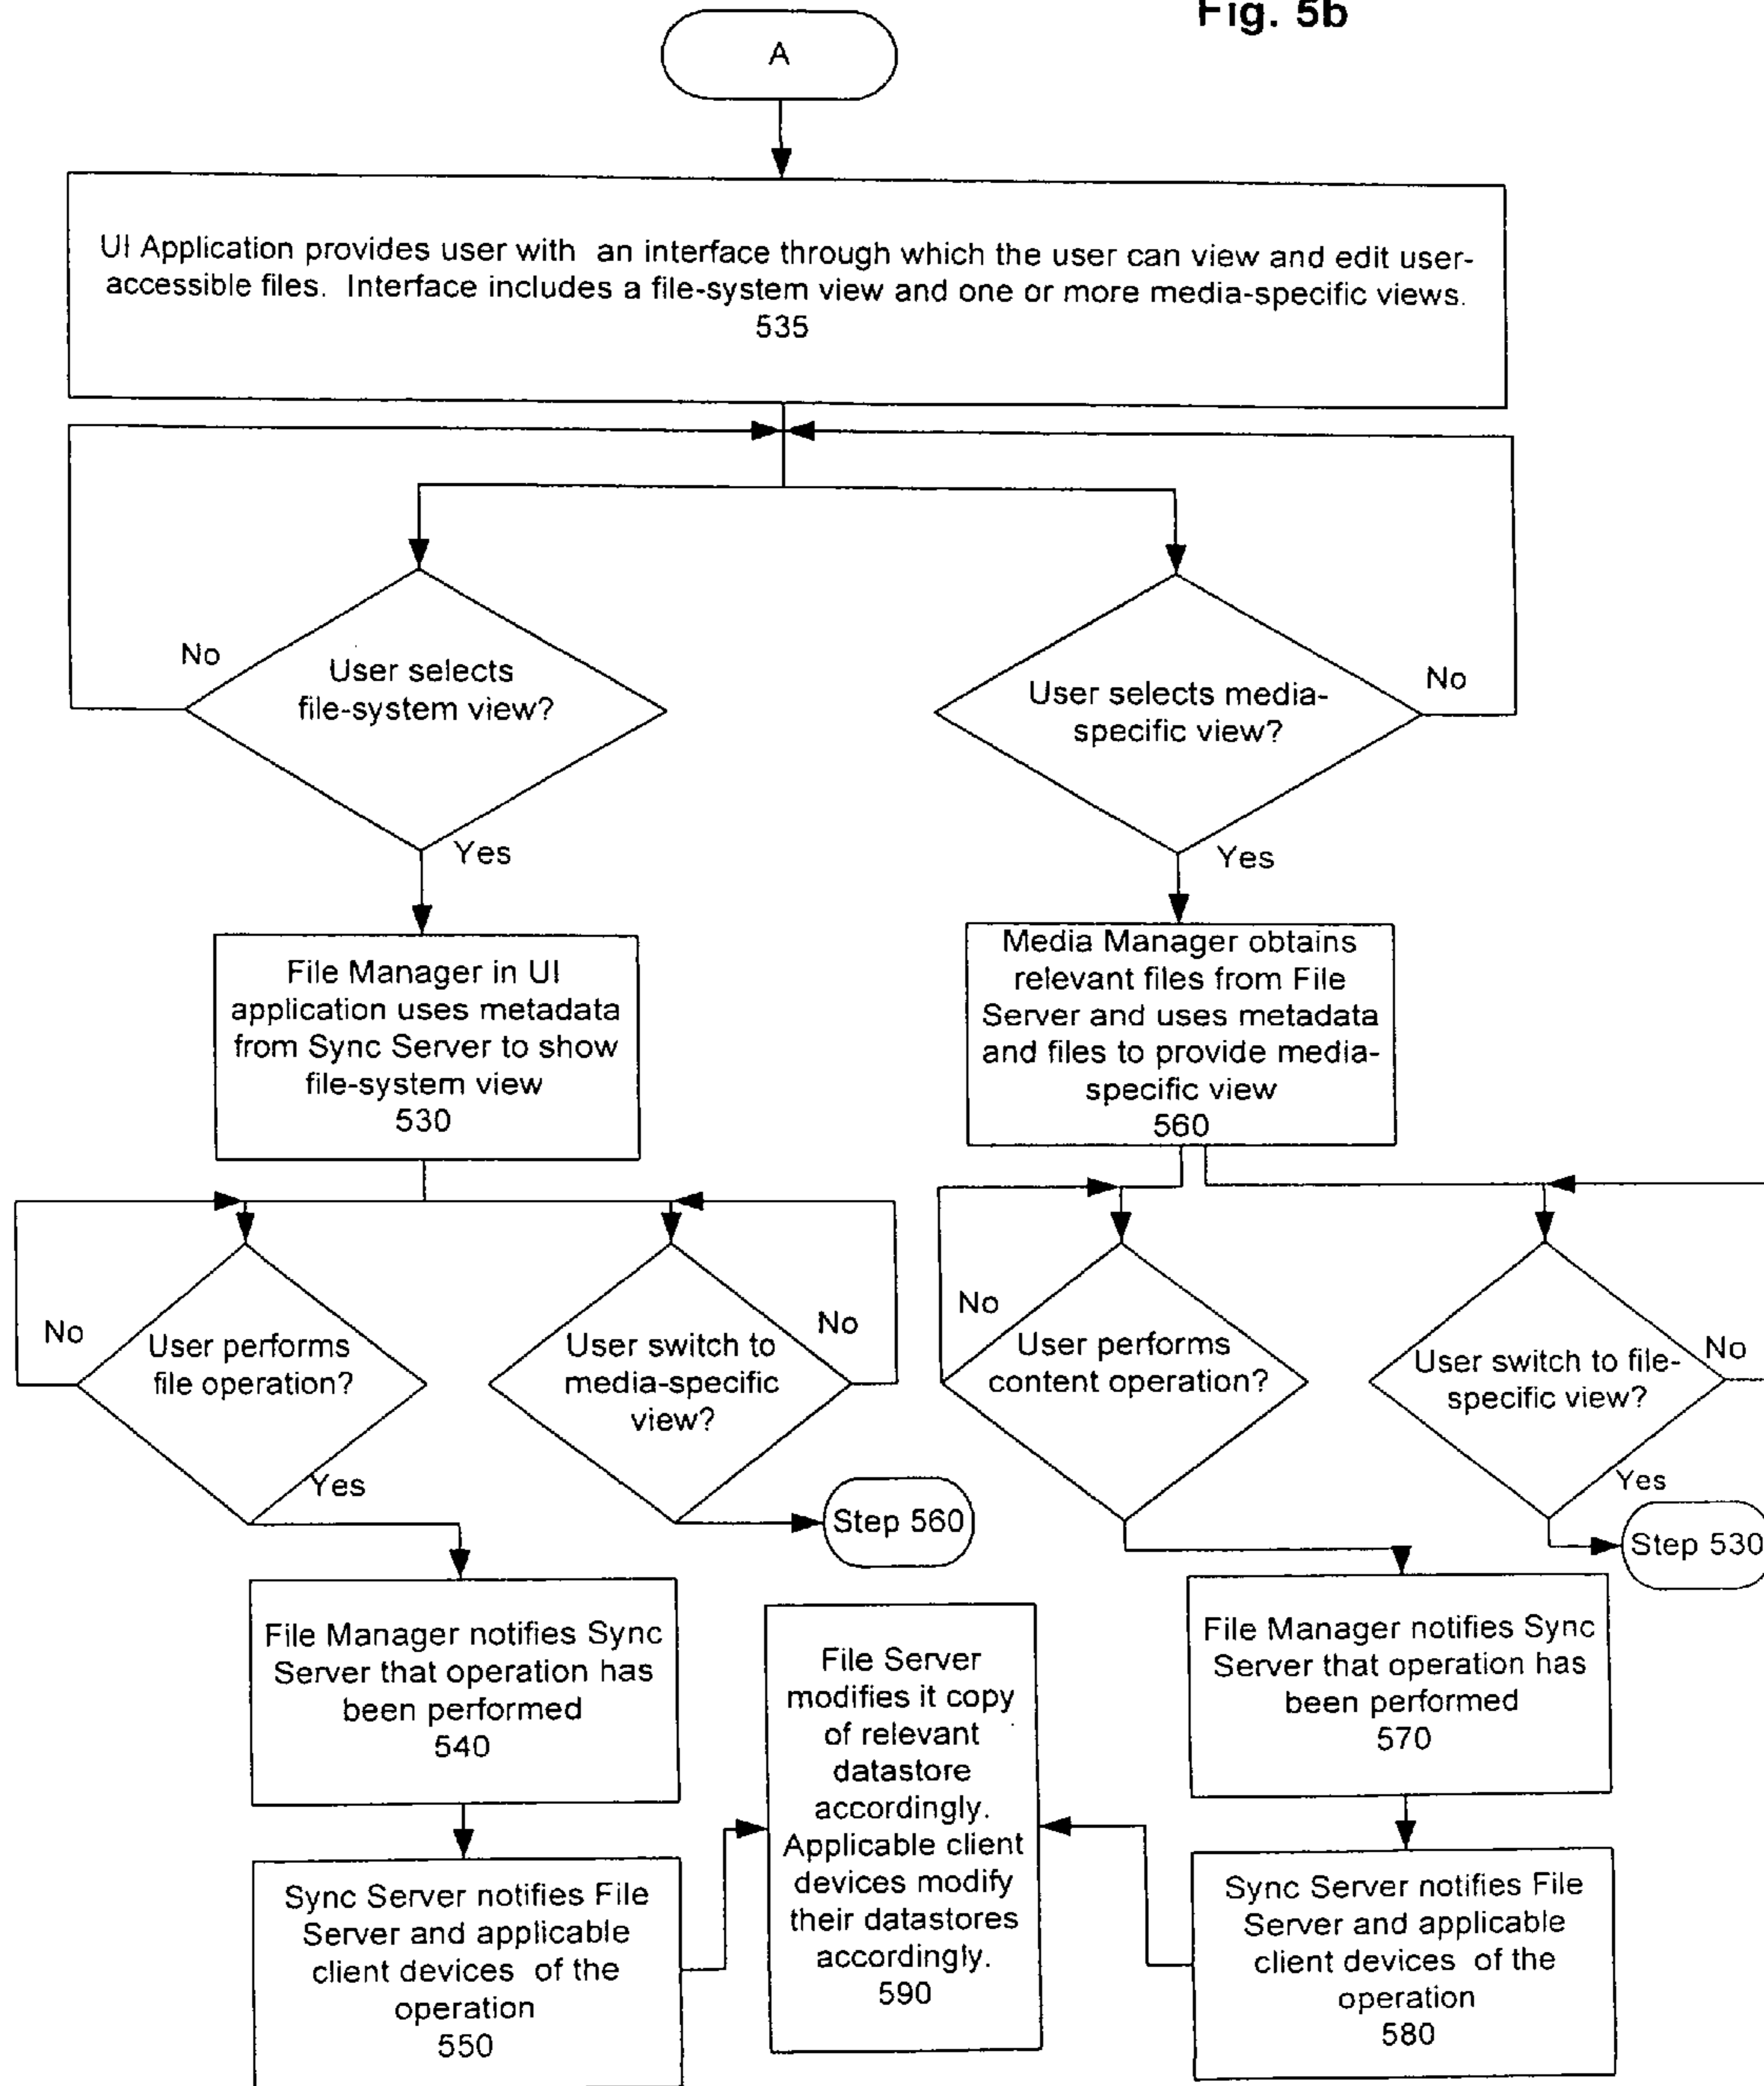 Fig. 5b
A
UI Application provides user with an interface through which the user can view and edit user-
accessible files. Interface includes a file-system view and one or more media-specific views.
535
No
User selects
file-system view?
Yes
User selects media-
specific view?
No
Yes
File Manager in UI
application uses metadata
from Sync Server to show
file-system view
530
Media Manager obtains
relevant files from File
Server and uses metadata
and files to provide media-
specific view
560
No
User performs
file operation?
Yes
User switch to
media-specific
view?
No
Step 560
No
User performs
content operation?
User switch to file-
specific view?
No
Yes
Step 530
File Manager notifies Sync
Server that operation has
been performed
540
File Server
modifies it copy
of relevant
datastore
accordingly.
Applicable client
devices modify
their datastores
accordingly.
590
File Manager notifies Sync
Server that operation has
been performed
570
Sync Server notifies File
Server and applicable
client devices of the
operation
550
Sync Server notifies File
Server and applicable
client devices of the
operation
580